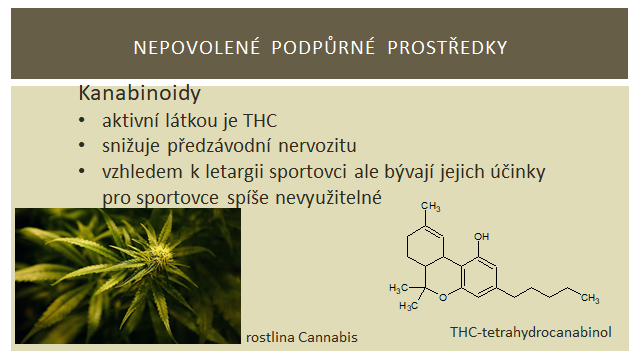 NEPOVOLENÉ PODPŮRNÉ PROSTŘEDKY
Kanabinoidy
• aktivní látkou je THC
• snižuje předzávodní nervozitu
• vzhledem k letargii sportovci ale bývají jejich účinky
pro sportovce spíše nevyužitelné
CH3
OH
H3C
H3C
O
CH3
rostlina Cannabis
THC-tetrahydrocanabinol